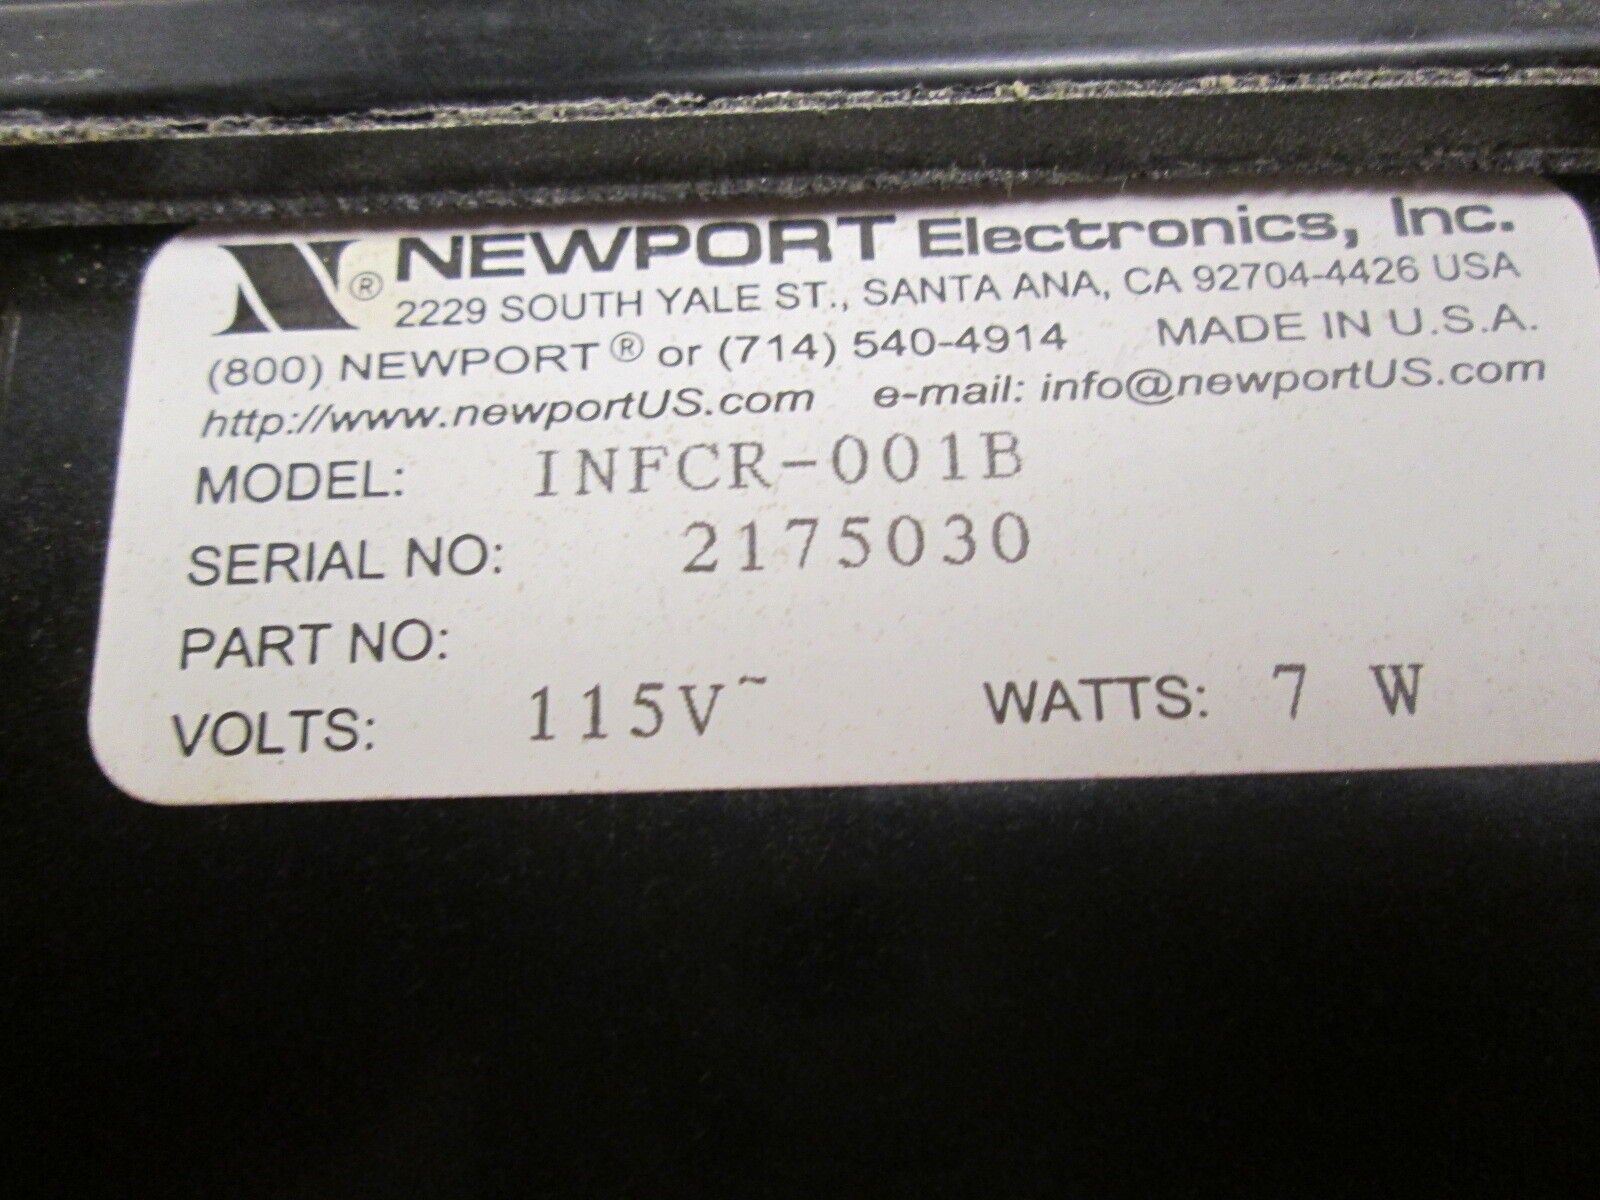 N® NEWPORT Electronics, Inc.
2229 SOUTH YALE ST., SANTA ANA, CA 92704-4426 USA
(800) NEWPORT® or (714) 540-4914 MADE IN U.S.A.
http://www.newportUS.com e-mail: info@newportUS.com
MODEL: INFCR-001B
SERIAL NO: 2175030
PART NO:
VOLTS: 115V~ WATTS: 7 W